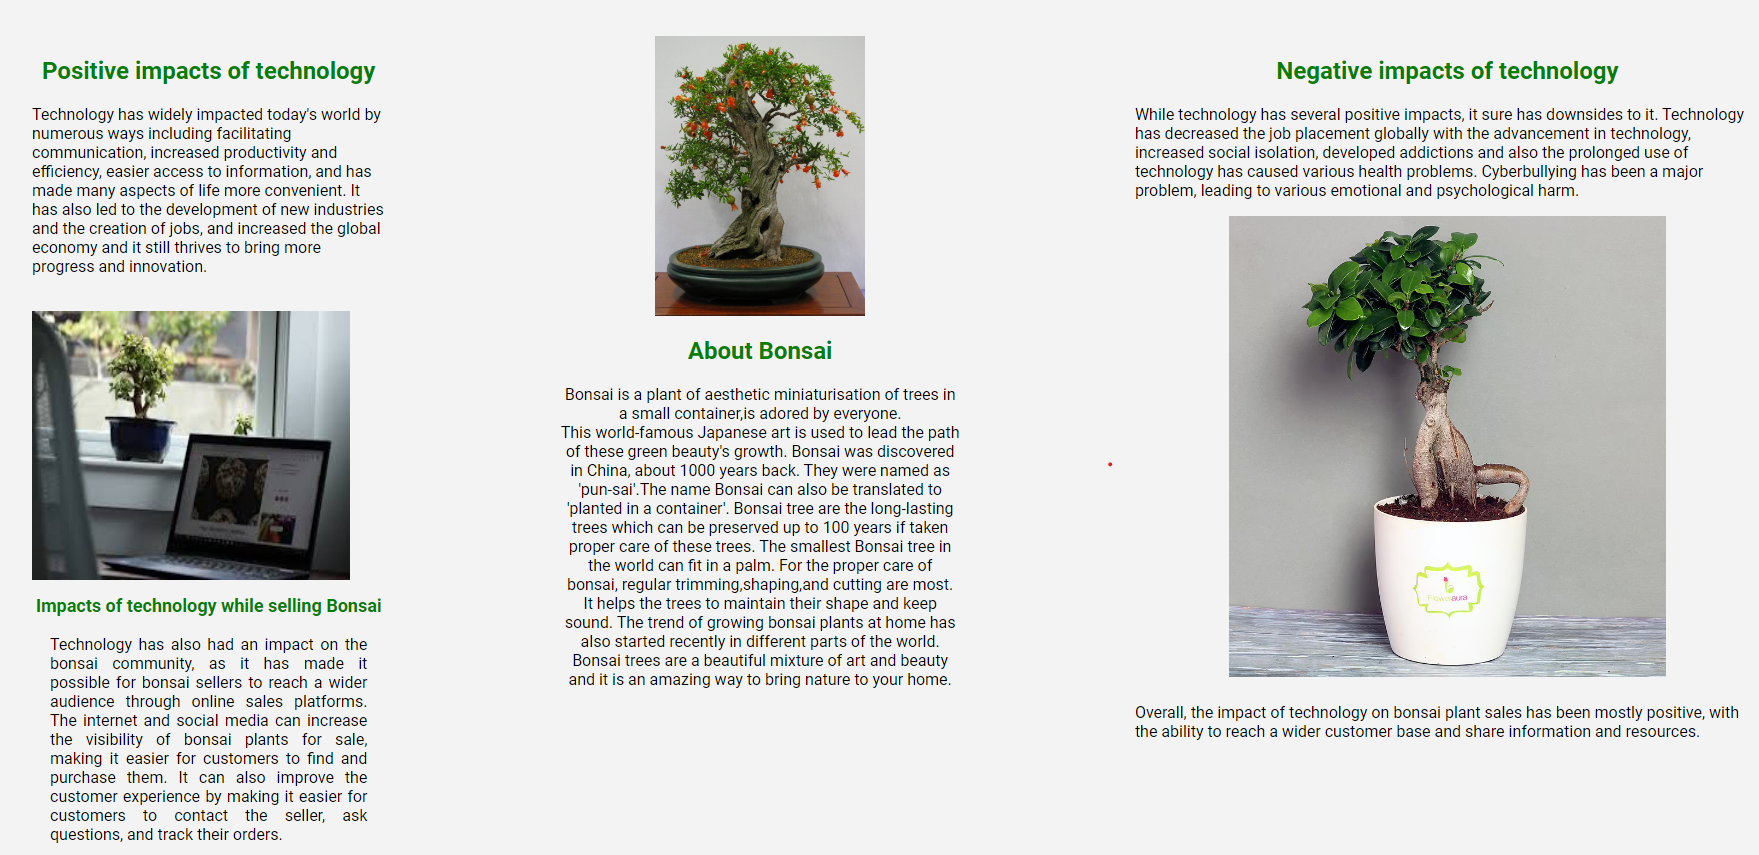 Positive impacts of technology
Technology has widely impacted today's world by
numerous ways including facilitating
communication, increased productivity and
efficiency, easier access to information, and has
made many aspects of life more convenient. It
has also led to the development of new industries
and the creation of jobs, and increased the global
economy and it still thrives to bring more
progress and innovation.
Impacts of technology while selling Bonsai
Technology has also had an impact on the
bonsai community, as it has made it
possible for bonsai sellers to reach a wider
audience through online sales platforms.
The internet and social media can increase
the visibility of bonsai plants for sale,
making it easier for customers to find and
purchase them. It can also improve the
customer experience by making it easier for
customers to contact the seller, ask
questions, and track their orders.
About Bonsai
Bonsai is a plant of aesthetic miniaturisation of trees in
a small container,is adored by everyone.
This world-famous Japanese art is used to lead the path
of these green beauty's growth. Bonsai was discovered
in China, about 1000 years back. They were named as
'pun-sai'.The name Bonsai can also be translated to
'planted in a container'. Bonsai tree are the long-lasting
trees which can be preserved up to 100 years if taken
proper care of these trees. The smallest Bonsai tree in
the world can fit in a palm. For the proper care of
bonsai, regular trimming,shaping,and cutting are most.
It helps the trees to maintain their shape and keep
sound. The trend of growing bonsai plants at home has
also started recently in different parts of the world.
Bonsai trees are a beautiful mixture of art and beauty
and it is an amazing way to bring nature to your home.
Negative impacts of technology
While technology has several positive impacts, it sure has downsides to it. Technology
has decreased the job placement globally with the advancement in technology,
increased social isolation, developed addictions and also the prolonged use of
technology has caused various health problems. Cyberbullying has been a major
problem, leading to various emotional and psychological harm.
Floweraura
Overall, the impact of technology on bonsai plant sales has been mostly positive, with
the ability to reach a wider customer base and share information and resources.